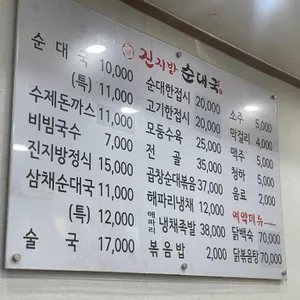 진지방 순대국
순대국 10,000
(특) 11,000
수제돈까스 11,000
비빔국수 7,000
진지방정식 15,000
삼채순대국 11,000
(특) 12,000
술국 17,000
순대한접시 20,000
고기한접시 20,000
모둠수육 25,000
전골 35,000
곱창순대볶음 37,000
해파리냉채 12,000
해파리냉채족발 38,000
볶음밥 2,000
소주 5,000
막걸리 4,000
맥주 5,000
청하 5,000
음료 2,000
예약메뉴
닭백숙 70,000
닭볶음탕 70,000